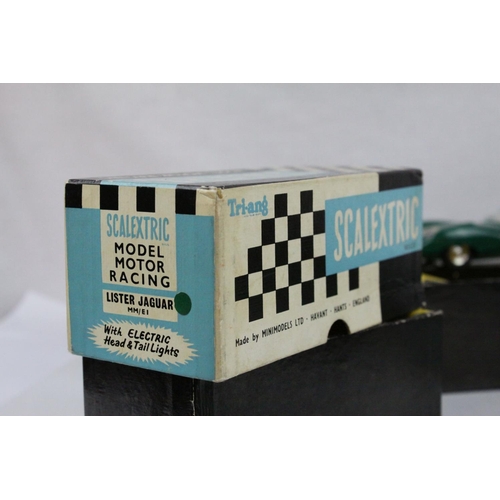 SCALEXTRIC
MODEL
MOTOR
RACING
LISTER JAGUAR
MM/E1
With ELECTRIC
Head & Tail Lights
Tri-ang
SCALEXTRIC
Made by MINIMODELS LTD · HAVANT · HANTS · ENGLAND